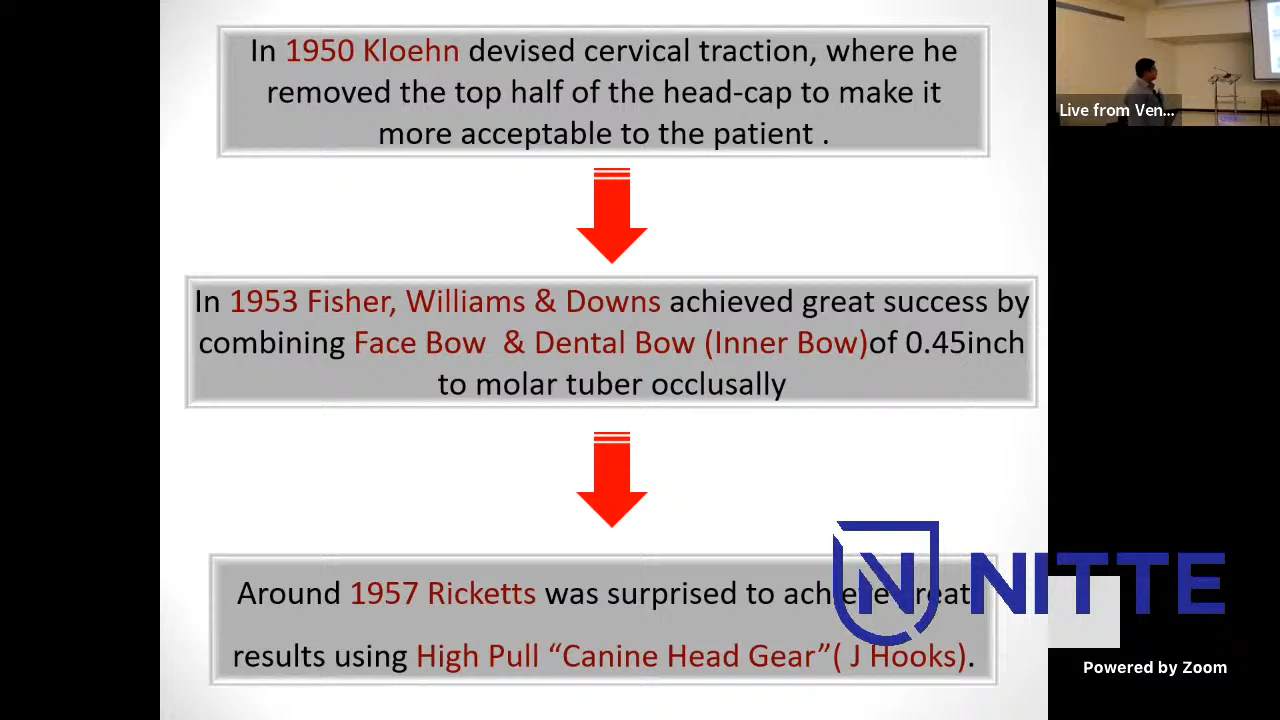 In 1950 Kloehn devised cervical traction, where he
removed the top half of the head-cap to make it
more acceptable to the patient .
In 1953 Fisher, Williams & Downs achieved great success by
combining Face Bow & Dental Bow (Inner Bow)of 0.45inch
to molar tuber occlusally
Around 1957 Ricketts was surprised to achieve great
results using High Pull “Canine Head Gear”( J Hooks).
Live from Ven...
N NITTE
Powered by Zoom